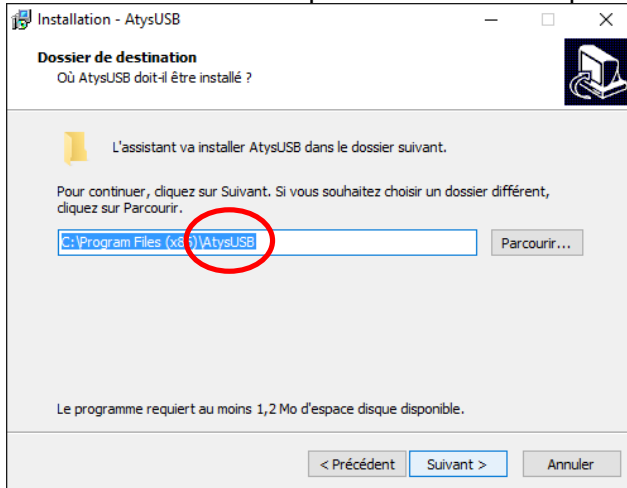 Installation - AtysUSB
Dossier de destination
Où AtysUSB doit-il être installé ?
L'assistant va installer AtysUSB dans le dossier suivant.
Pour continuer, cliquez sur Suivant. Si vous souhaitez choisir un dossier différent,
cliquez sur Parcourir.
C:\Program Files (x86)\AtysUSB
Parcourir...
Le programme requiert au moins 1,2 Mo d'espace disque disponible.
< Précédent
Suivant >
Annuler